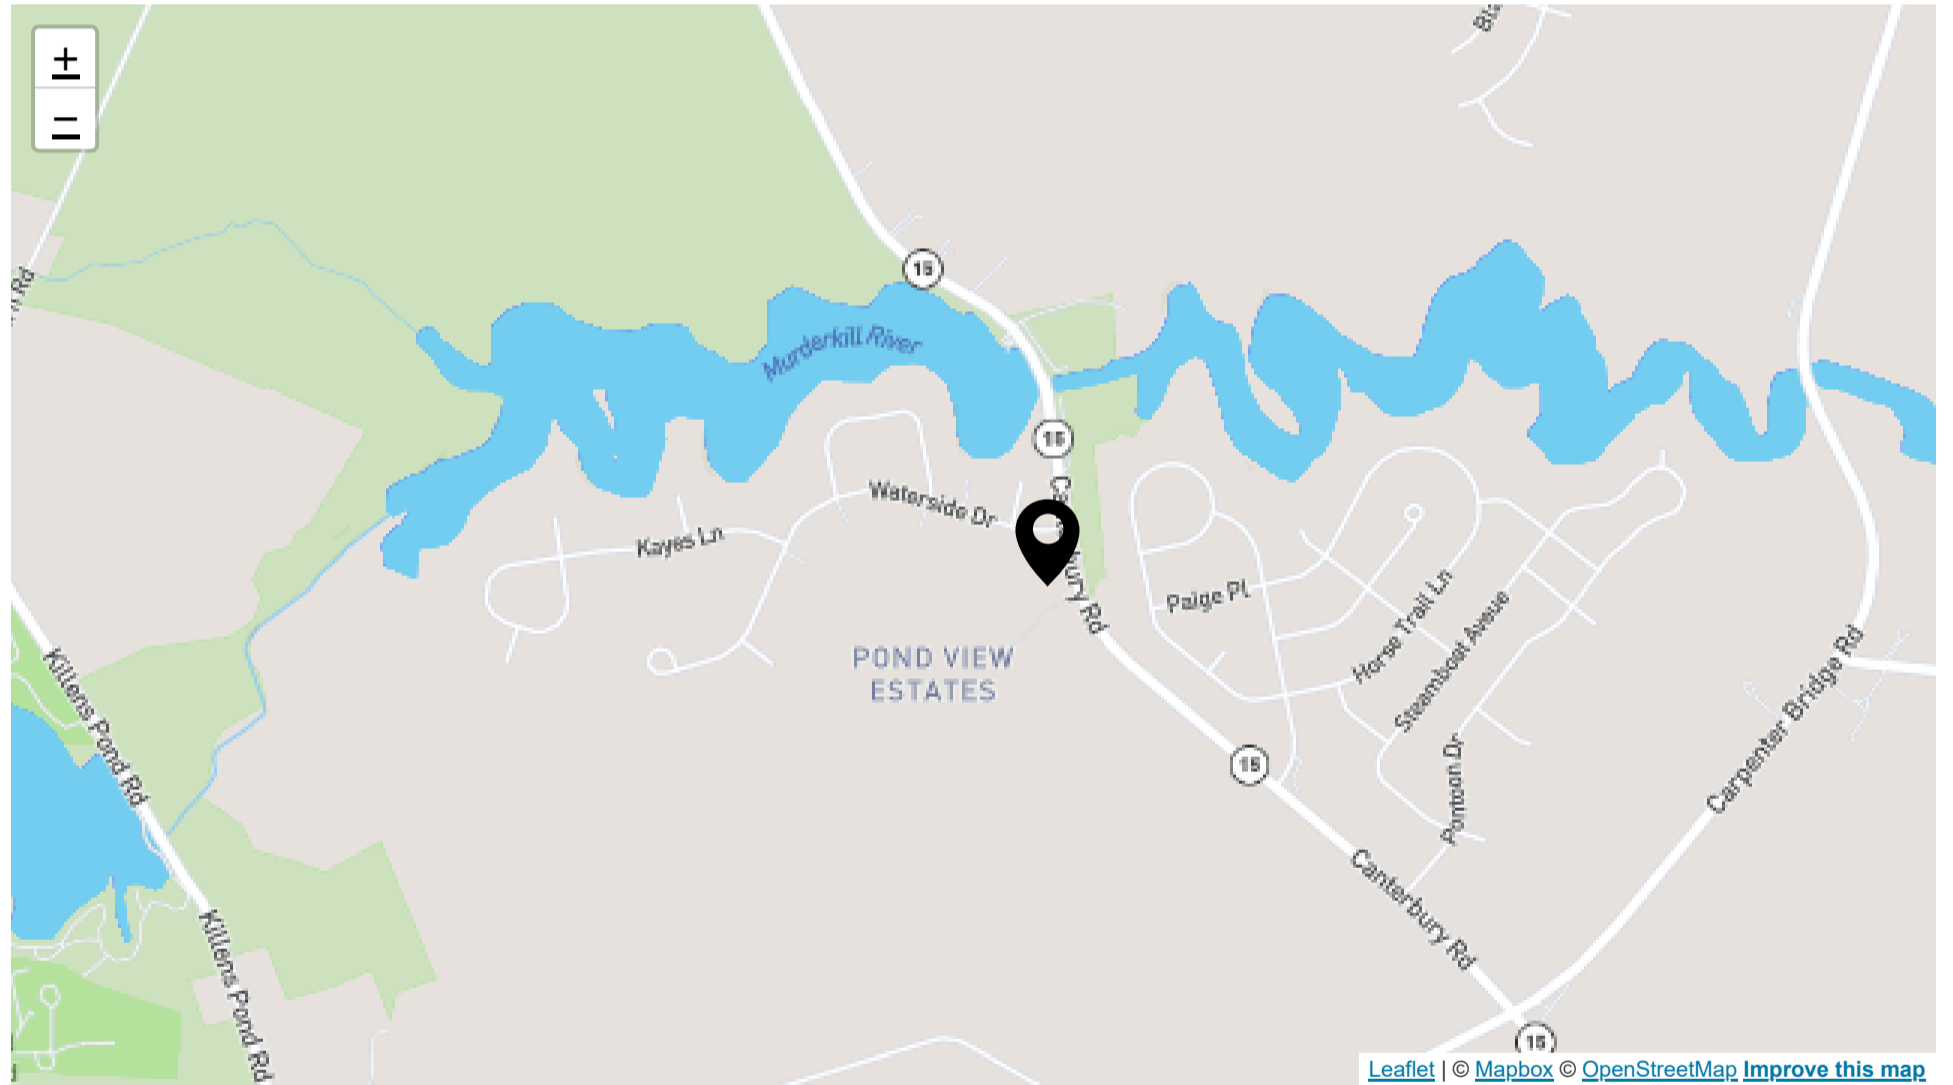 +
−
15
Murderkill River
15
Waterside Dr
Kayes Ln
Paige Pl
Horse Trail Ln
Steamboat Aveue
POND VIEW
ESTATES
Killens Pond Rd
Carpenter Bridge Rd
Pontoon Dr
15
Canterbury Rd
Killens Pond Rd
15
Leaflet | © Mapbox © OpenStreetMap Improve this map